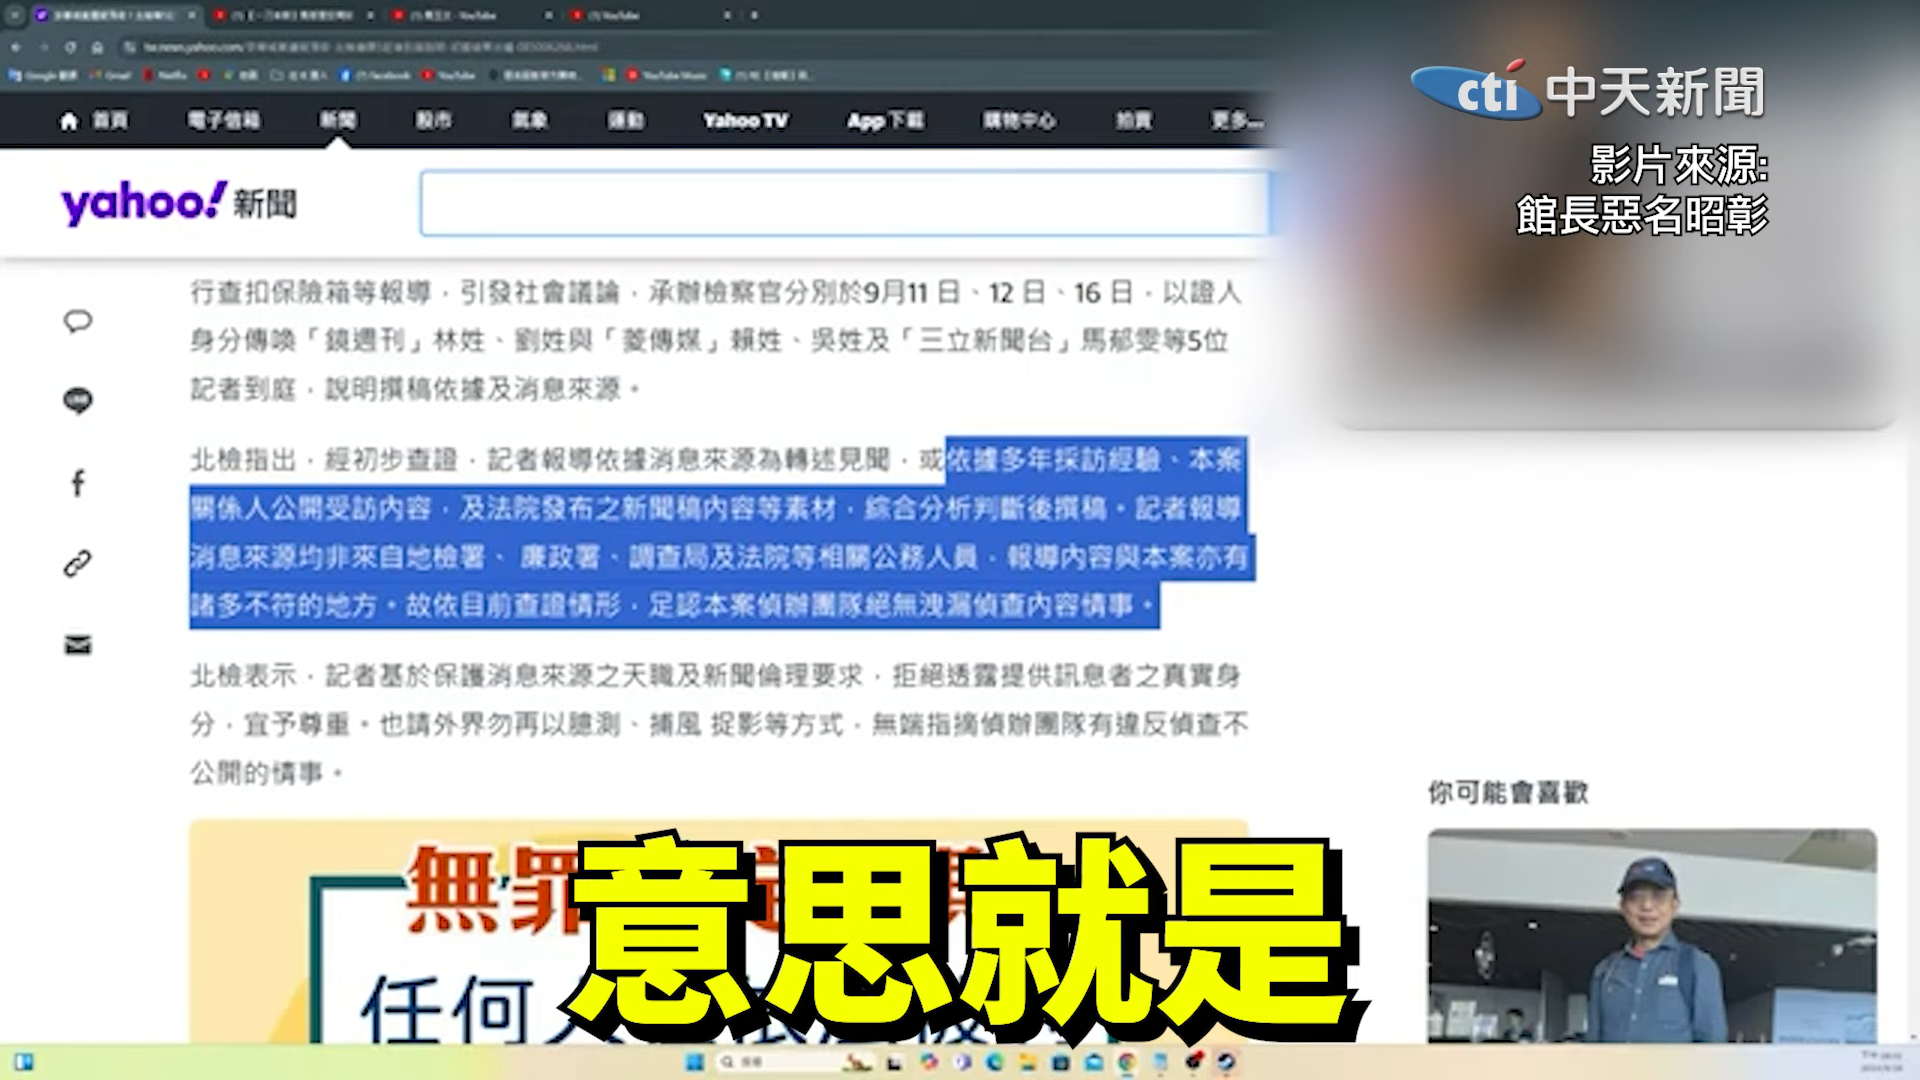 首頁 電子信箱 新聞 股市 氣象 運動 Yahoo TV App下載 購物中心 拍賣 更多...
cti 中天新聞
影片來源:
館長惡名昭彰
yahoo!新聞
行查扣保險箱等報導，引發社會議論，承辦檢察官分別於9月11 日、12 日、16 日，以證人
身分傳喚「鏡週刊」林姓、劉姓與「菱傳媒」賴姓、吳姓及「三立新聞台」馬郁雯等5位
記者到庭，說明撰稿依據及消息來源。
北檢指出，經初步查證，記者報導依據消息來源為轉述見聞，或依據多年採訪經驗、本案
關係人公開受訪內容，及法院發布之新聞稿內容等素材，綜合分析判斷後撰稿。記者報導
消息來源均非來自地檢署、 廉政署、調查局及法院等相關公務人員，報導內容與本案亦有
諸多不符的地方。故依目前查證情形，足認本案偵辦團隊絕無洩漏偵查內容情事。
北檢表示，記者基於保護消息來源之天職及新聞倫理要求，拒絕透露提供訊息者之真實身
分，宜予尊重。也請外界勿再以臆測、捕風 捉影等方式，無端指摘偵辦團隊有違反偵查不
公開的情事。
你可能會喜歡
無罪
任何人
意思就是